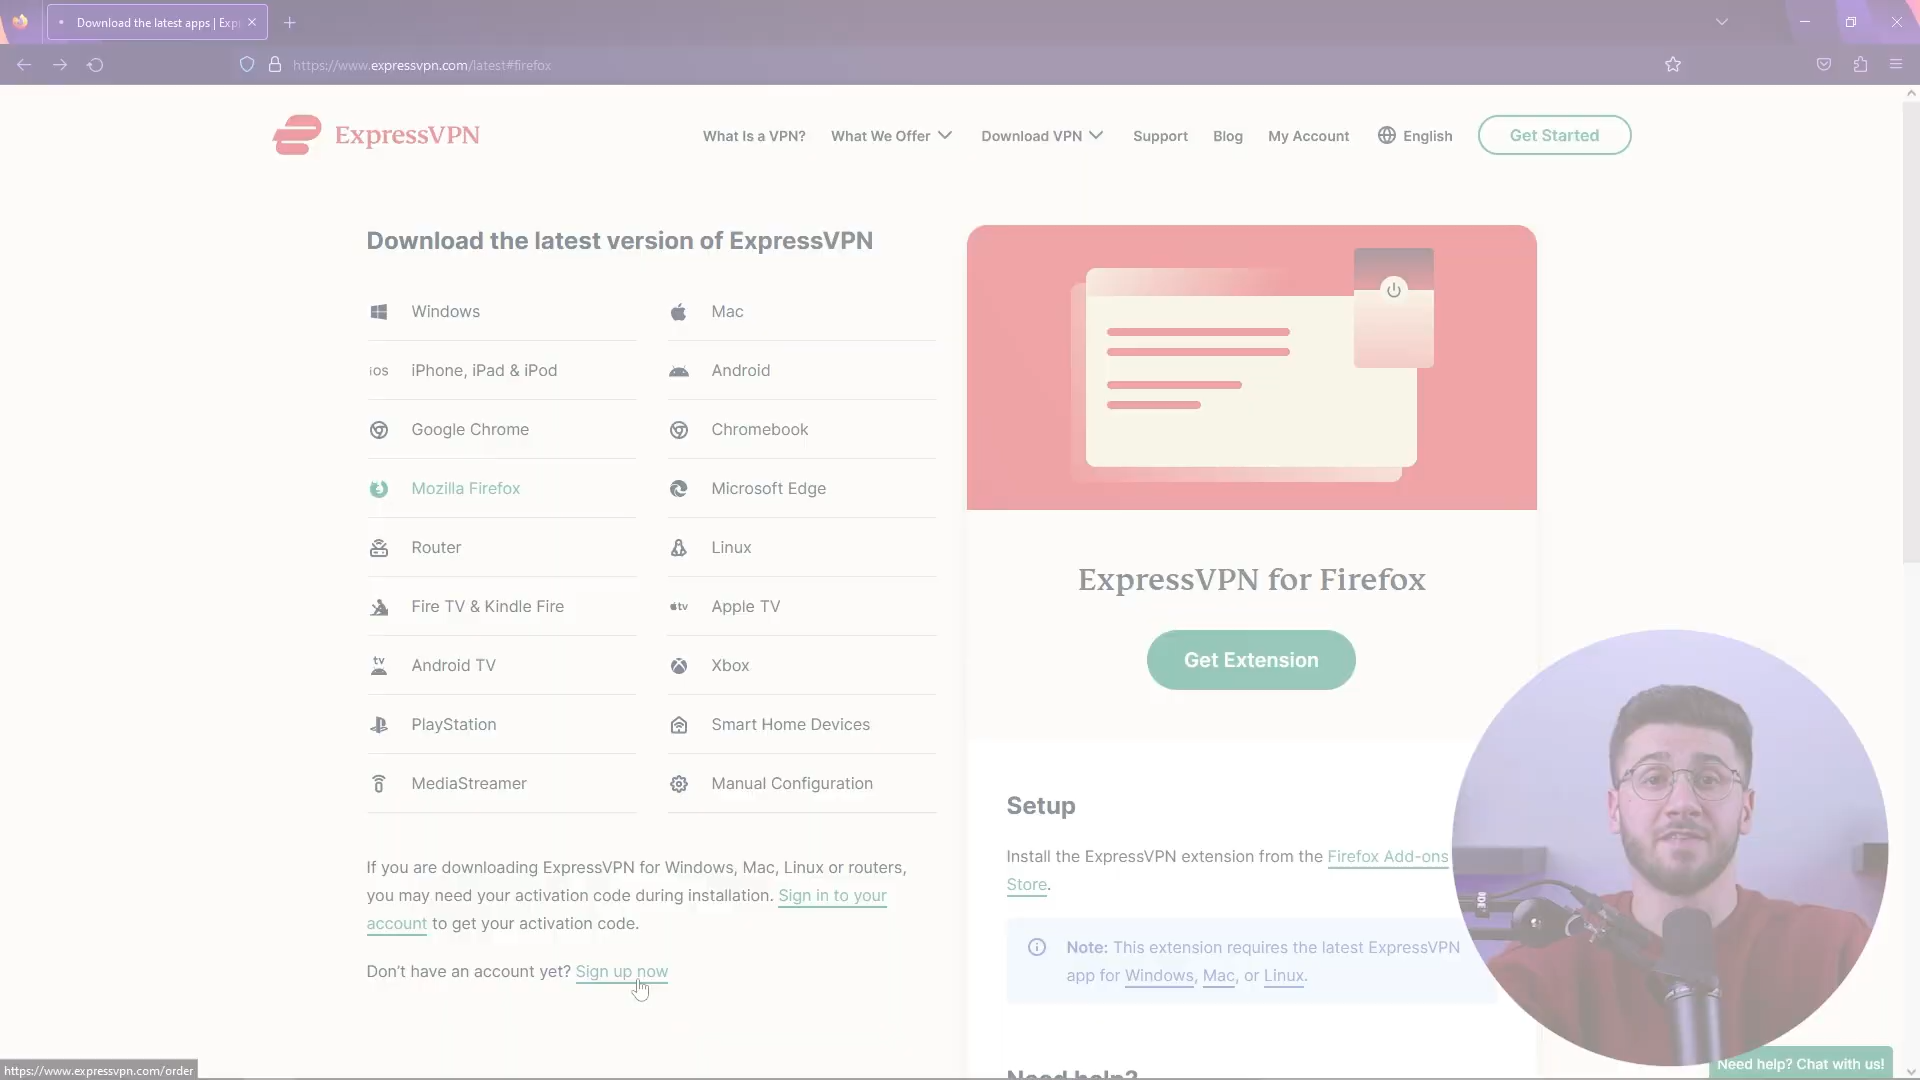 Download the latest apps | Exp
https://www.expressvpn.com/latest#firefox
ExpressVPN
What Is a VPN?
What We Offer
Download VPN
Support
Blog
My Account
English
Get Started
Download the latest version of ExpressVPN
Windows
Mac
iOS
iPhone, iPad & iPod
Android
Google Chrome
Chromebook
Mozilla Firefox
Microsoft Edge
Router
Linux
Fire TV & Kindle Fire
tv
Apple TV
tv
Android TV
Xbox
PlayStation
Smart Home Devices
MediaStreamer
Manual Configuration
If you are downloading ExpressVPN for Windows, Mac, Linux or routers,
you may need your activation code during installation. Sign in to your
account to get your activation code.
Don't have an account yet? Sign up now
ExpressVPN for Firefox
Get Extension
Setup
Install the ExpressVPN extension from the Firefox Add-ons
Store.
Note: This extension requires the latest ExpressVPN
app for Windows, Mac, or Linux.
Need help?
Need help? Chat with us!
https://www.expressvpn.com/order